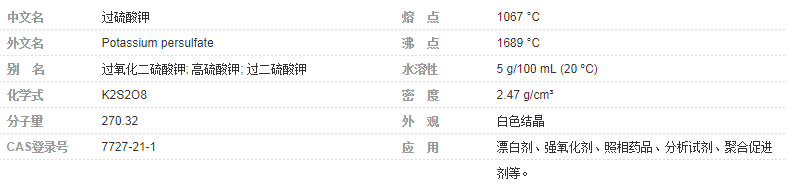 中文名 过硫酸钾 熔 点 1067 °C
外文名 Potassium persulfate 沸 点 1689 °C
别 名 过氧化二硫酸钾; 高硫酸钾; 过二硫酸钾 水溶性 5 g/100 mL (20 ºC)
化学式 K2S2O8 密 度 2.47 g/cm³
分子量 270.32 外 观 白色结晶
CAS登录号 7727-21-1 应 用 漂白剂、强氧化剂、照相药品、分析试剂、聚合促进
剂等。